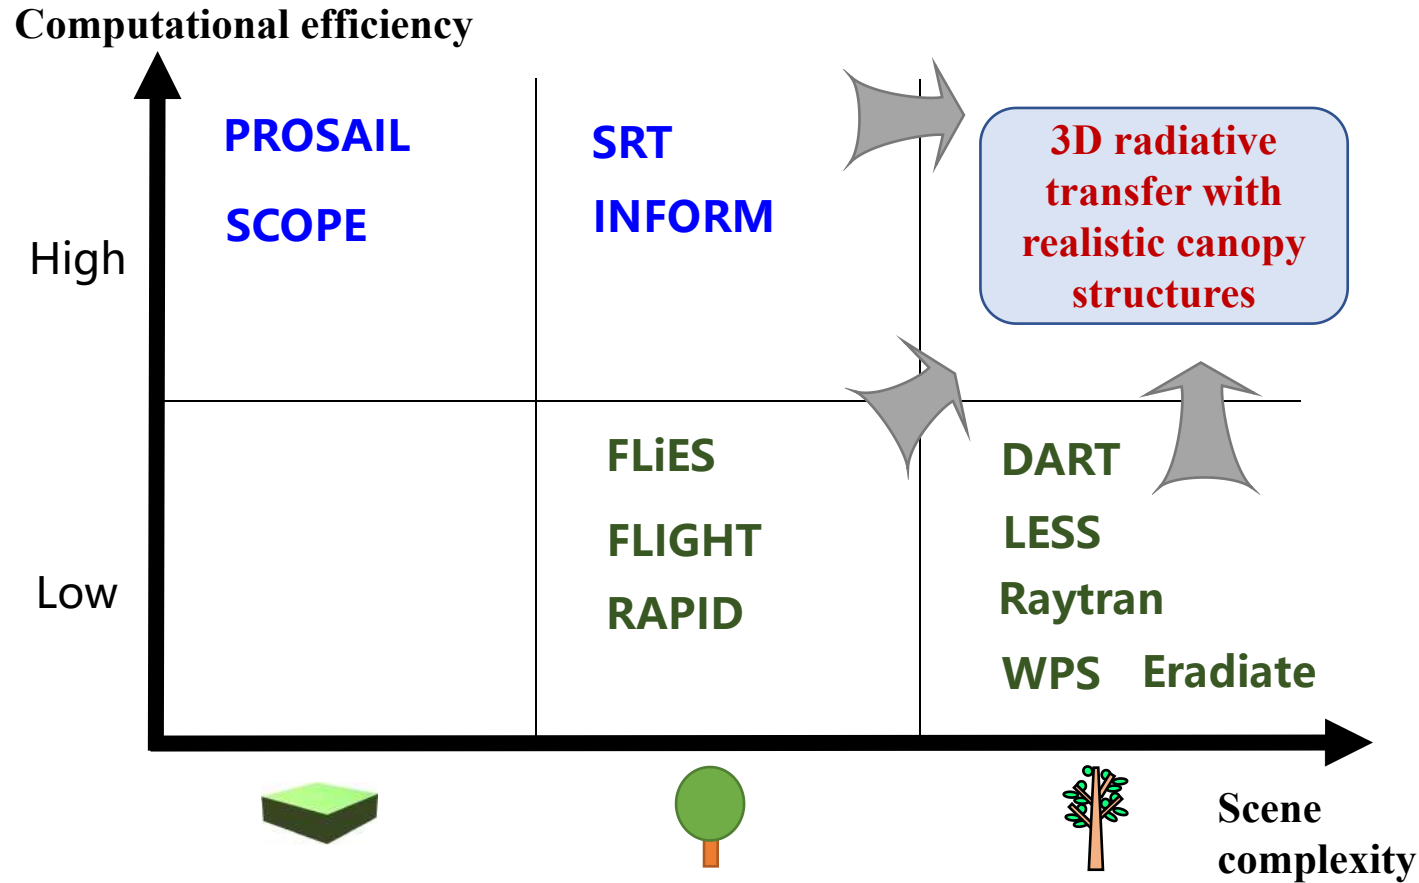 Computational efficiency
PROSAIL
SCOPE
SRT
INFORM
3D radiative
transfer with
realistic canopy
structures
High
FLiES
FLIGHT
RAPID
DART
LESS
Raytran
WPS Eradiate
Low
Scene
complexity